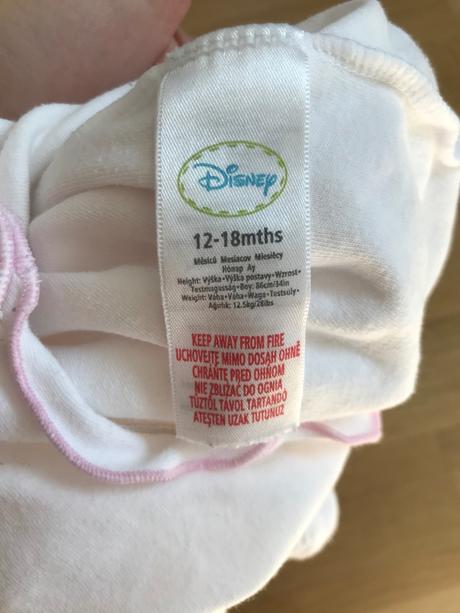 Disney
12-18mths
Měsíců Mesiacov Miesięcy
Hónap Ay
Height: Výška•Výška postavy•Wzrost•
Testmagasság•Boy: 86cm/34in
Weight: Váha•Váha•Waga•Testsúly•
Ağırlık: 12.5kg/28lbs
KEEP AWAY FROM FIRE
UCHOVEJTE MIMO DOSAH OHNĚ
CHRÁŇTE PRED OHŇOM
NIE ZBLIŻAĆ DO OGNIA
TŰZTŐL TÁVOL TARTANDÓ
ATEŞTEN UZAK TUTUNUZ